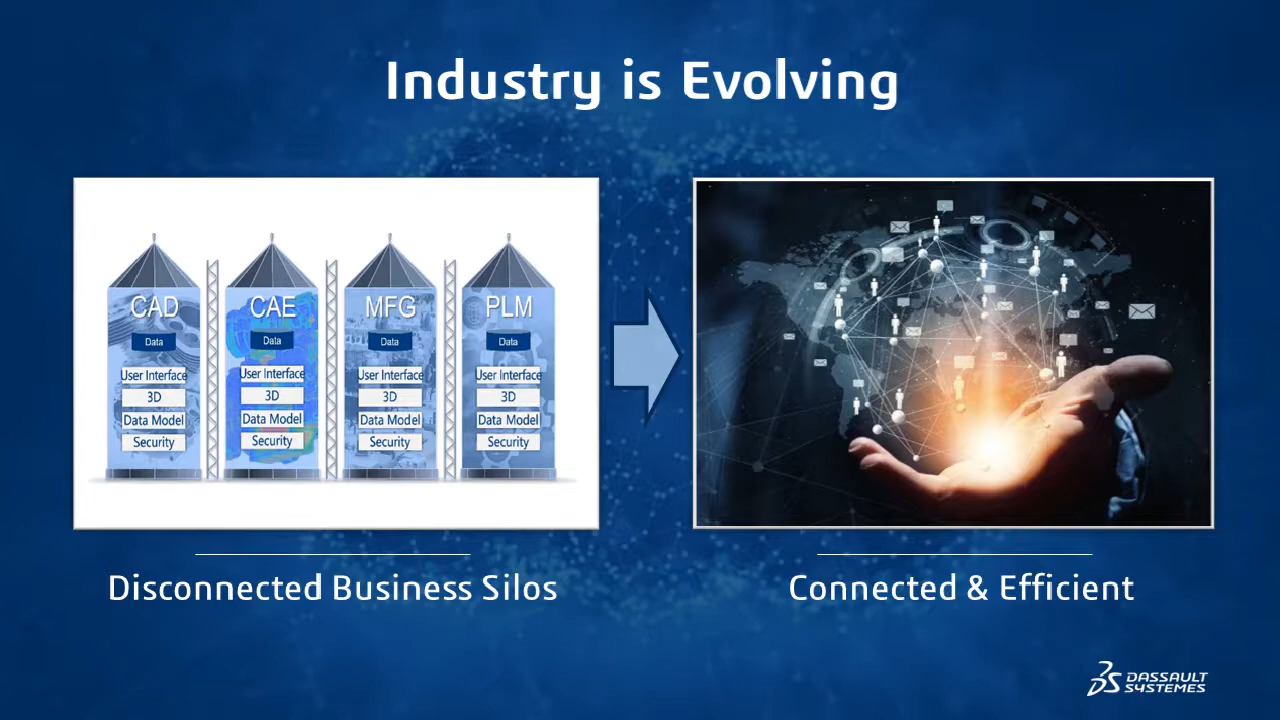 Industry is Evolving
CAD
Data
User Interface
3D
Data Model
Security
CAE
Data
User Interface
3D
Data Model
Security
MFG
Data
User Interface
3D
Data Model
Security
PLM
Data
User Interface
3D
Data Model
Security
Disconnected Business Silos
Connected & Efficient
DASSAULT
SYSTEMES